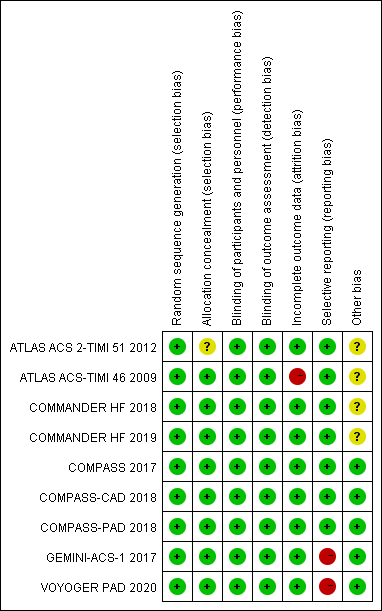 Random sequence generation (selection bias)
Allocation concealment (selection bias)
Blinding of participants and personnel (performance bias)
Blinding of outcome assessment (detection bias)
Incomplete outcome data (attrition bias)
Selective reporting (reporting bias)
Other bias
ATLAS ACS 2-TIMI 51 2012 + ? + + + + ?
ATLAS ACS-TIMI 46 2009 + + + + - + ?
COMMANDER HF 2018 + + + + + + ?
COMMANDER HF 2019 + + + + + + ?
COMPASS 2017 + + + + + + +
COMPASS-CAD 2018 + + + + + + +
COMPASS-PAD 2018 + + + + + + +
GEMINI-ACS-1 2017 + + + + + - +
VOYOGER PAD 2020 + + + + + - +